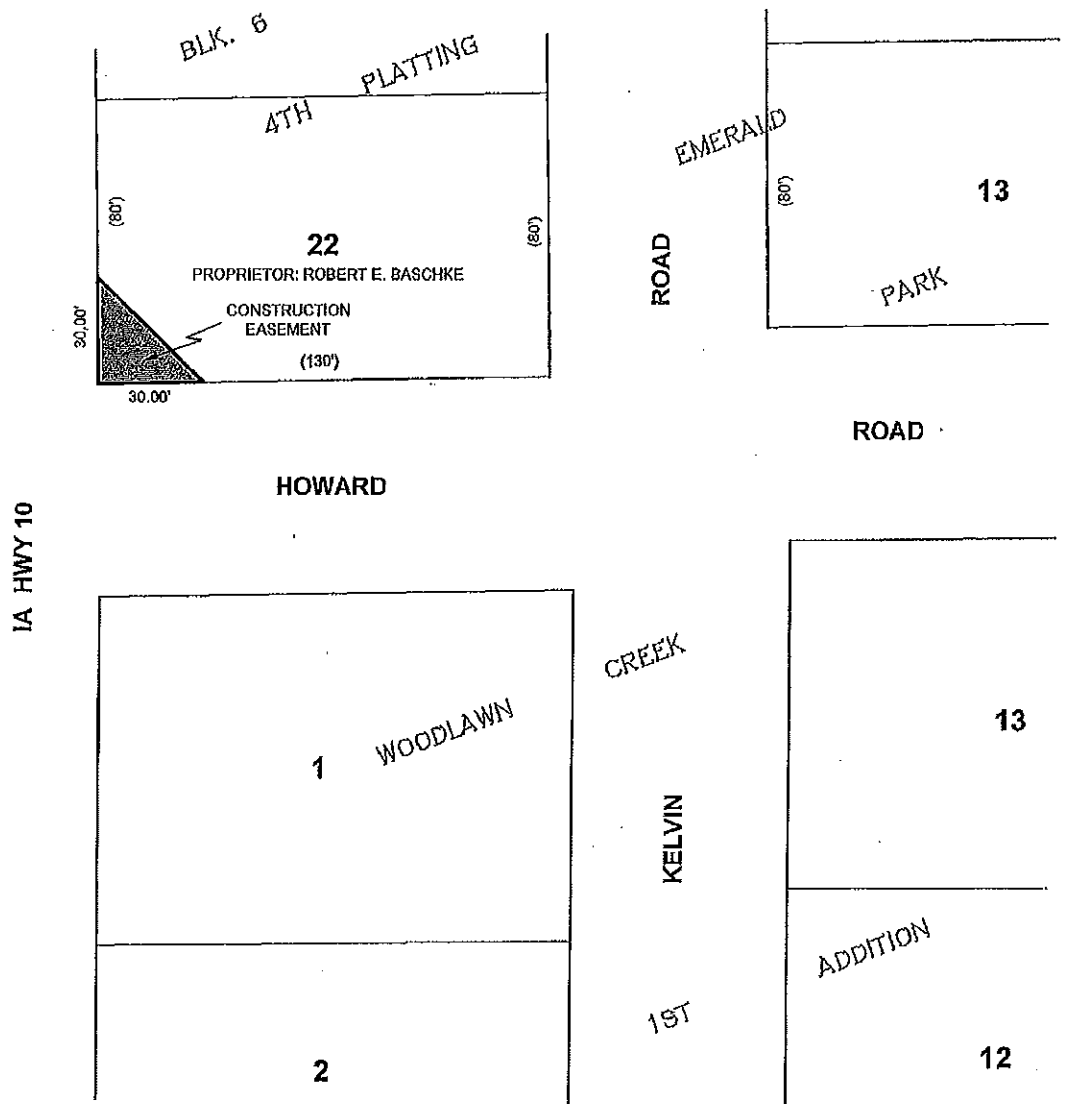 BLK. 6
4TH PLATTING
EMERALD
PARK
(80')
(80')
(80')
13
22
PROPRIETOR: ROBERT E. BASCHKE
CONSTRUCTION
EASEMENT
30.00'
(130')
30.00'
ROAD
ROAD
HOWARD
IA HWY 10
WOODLAWN CREEK
1
13
KELVIN
1ST ADDITION
2
12